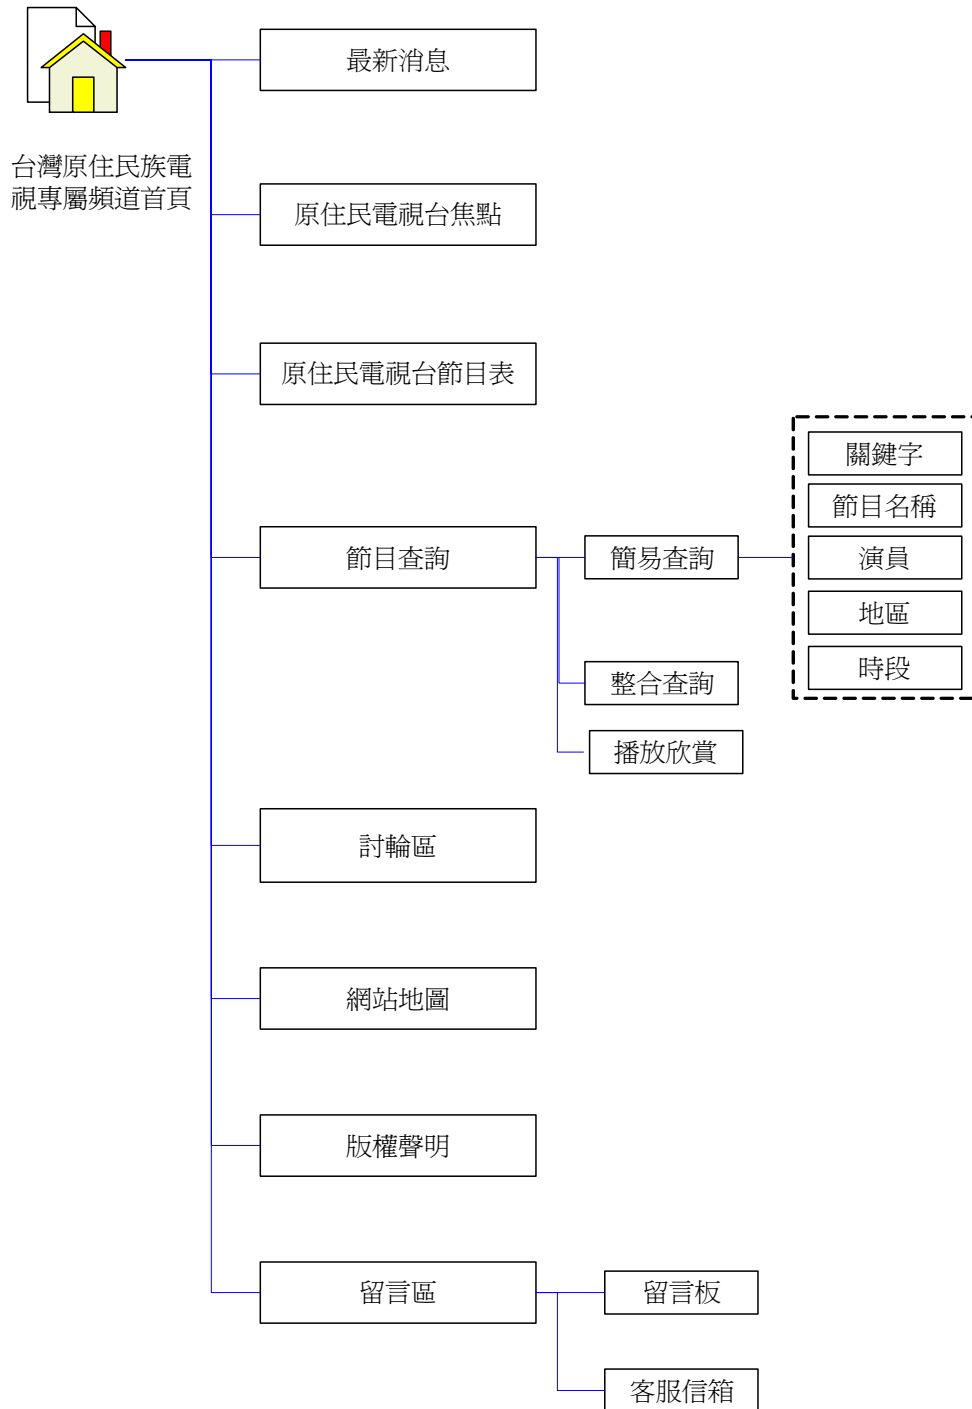 台灣原住民族電
視專屬頻道首頁
最新消息
原住民電視台焦點
原住民電視台節目表
節目查詢
簡易查詢
關鍵字
節目名稱
演員
地區
時段
整合查詢
播放欣賞
討輪區
網站地圖
版權聲明
留言區
留言板
客服信箱